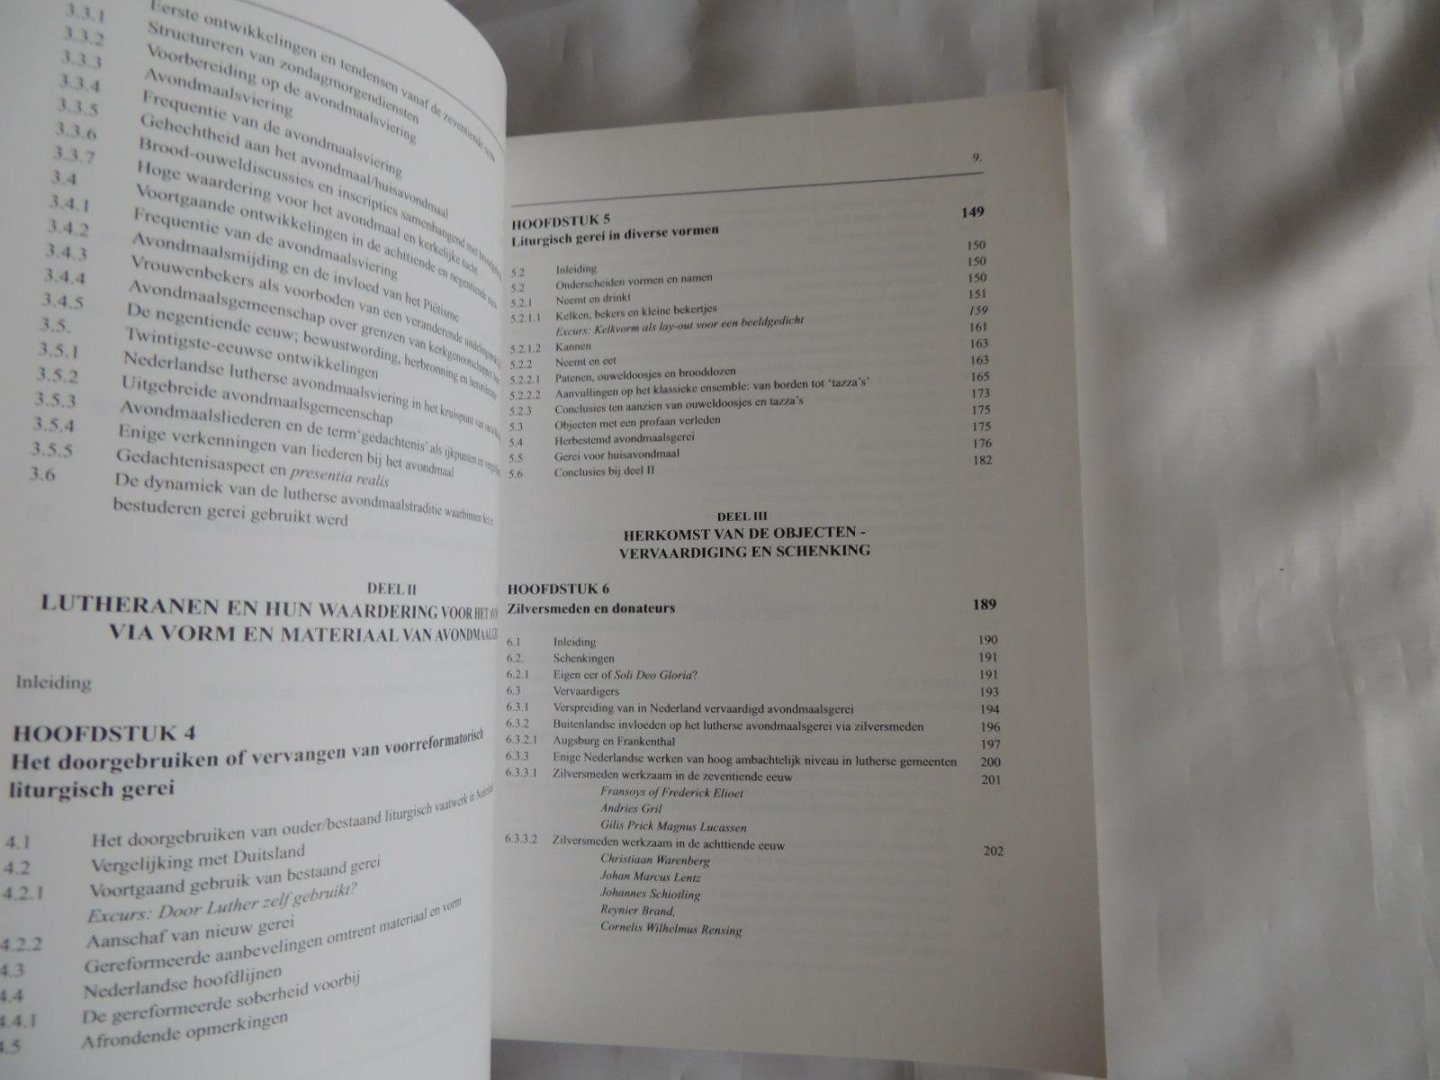 3.3.1 Eerste ontwikkelingen en tendensen vanaf de zeventiende eeuw
3.3.2 Structureren van zondagmorgendiensten
3.3.3 Voorbereiding op de avondmaalsviering
3.3.4 Avondmaalsviering
3.3.5 Frequentie van de avondmaalsviering
3.3.6 Gehechtheid aan het avondmaal/huisavondmaal
3.3.7 Brood-ouweldiscussies en inscripties samenhangend met
3.4 Hoge waardering voor het avondmaal en kerkelijke tucht
3.4.1 Voortgaande ontwikkelingen in de achttiende en negentiende eeuw
3.4.2 Frequentie van de avondmaalsviering
3.4.3 Avondmaalsmijding en de invloed van het Piëtisme
3.4.4 Vrouwenbekers als voorboden van een veranderende
3.4.5 Avondmaalsgemeenschap over grenzen van kerkgenootschappen
3.5. De negentiende eeuw; bewustwording, herbronning en
3.5.1 Twintigste-eeuwse ontwikkelingen
3.5.2 Nederlandse lutherse avondmaalsviering in het kruispunt van
3.5.3 Uitgebreide avondmaalsgemeenschap
3.5.4 Avondmaalsliederen en de term 'gedachtenis' als ijkpunten
3.5.5 Enige verkenningen van liederen bij het avondmaal
3.6 Gedachtenisaspect en presentia realis
De dynamiek van de lutherse avondmaalstraditie waarbinnen het
bestuderen gerei gebruikt werd
DEEL II
LUTHERANEN EN HUN WAARDERING VOOR HET
VIA VORM EN MATERIAAL VAN
Inleiding
HOOFDSTUK 4
Het doorgebruiken of vervangen van voorreformatorisch
liturgisch gerei
4.1 Het doorgebruiken van ouder/bestaand liturgisch vaatwerk in
4.2 Vergelijking met Duitsland
4.2.1 Voortgaand gebruik van bestaand gerei
Excurs: Door Luther zelf gebruikt?
4.2.2 Aanschaf van nieuw gerei
4.3 Gereformeerde aanbevelingen omtrent materiaal en vorm
4.4 Nederlandse hoofdlijnen
4.4.1 De gereformeerde soberheid voorbij
4.5 Afrondende opmerkingen
9.
HOOFDSTUK 5 149
Liturgisch gerei in diverse vormen
5.2 Inleiding 150
5.2 Onderscheiden vormen en namen 150
5.2.1 Neemt en drinkt 150
5.2.1.1 Kelken, bekers en kleine bekertjes 151
Excurs: Kelkvorm als lay-out voor een beeldgedicht 159
5.2.1.2 Kannen 161
5.2.2 Neemt en eet 163
5.2.2.1 Patenen, ouweldoosjes en brooddozen 163
5.2.2.2 Aanvullingen op het klassieke ensemble: van borden tot 'tazza's' 165
5.2.3 Conclusies ten aanzien van ouweldoosjes en tazza's 173
5.3 Objecten met een profaan verleden 175
5.4 Herbestemd avondmaalsgerei 175
5.5 Gerei voor huisavondmaal 176
5.6 Conclusies bij deel II 182
DEEL III
HERKOMST VAN DE OBJECTEN -
VERVAARDIGING EN SCHENKING
HOOFDSTUK 6
Zilversmeden en donateurs 189
6.1 Inleiding 190
6.2. Schenkingen 191
6.2.1 Eigen eer of Soli Deo Gloria? 191
6.3 Vervaardigers 193
6.3.1 Verspreiding van in Nederland vervaardigd avondmaalsgerei 194
6.3.2 Buitenlandse invloeden op het lutherse avondmaalsgerei via zilversmeden 196
6.3.2.1 Augsburg en Frankenthal 197
6.3.3 Enige Nederlandse werken van hoog ambachtelijk niveau in lutherse gemeenten 200
6.3.3.1 Zilversmeden werkzaam in de zeventiende eeuw 201
Fransoys of Frederick Elioet
Andries Gril
Gilis Prick Magnus Lucassen
6.3.3.2 Zilversmeden werkzaam in de achttiende eeuw 202
Christiaan Warenberg
Johan Marcus Lentz
Johannes Schiotling
Reynier Brand,
Cornelis Wilhelmus Rensing